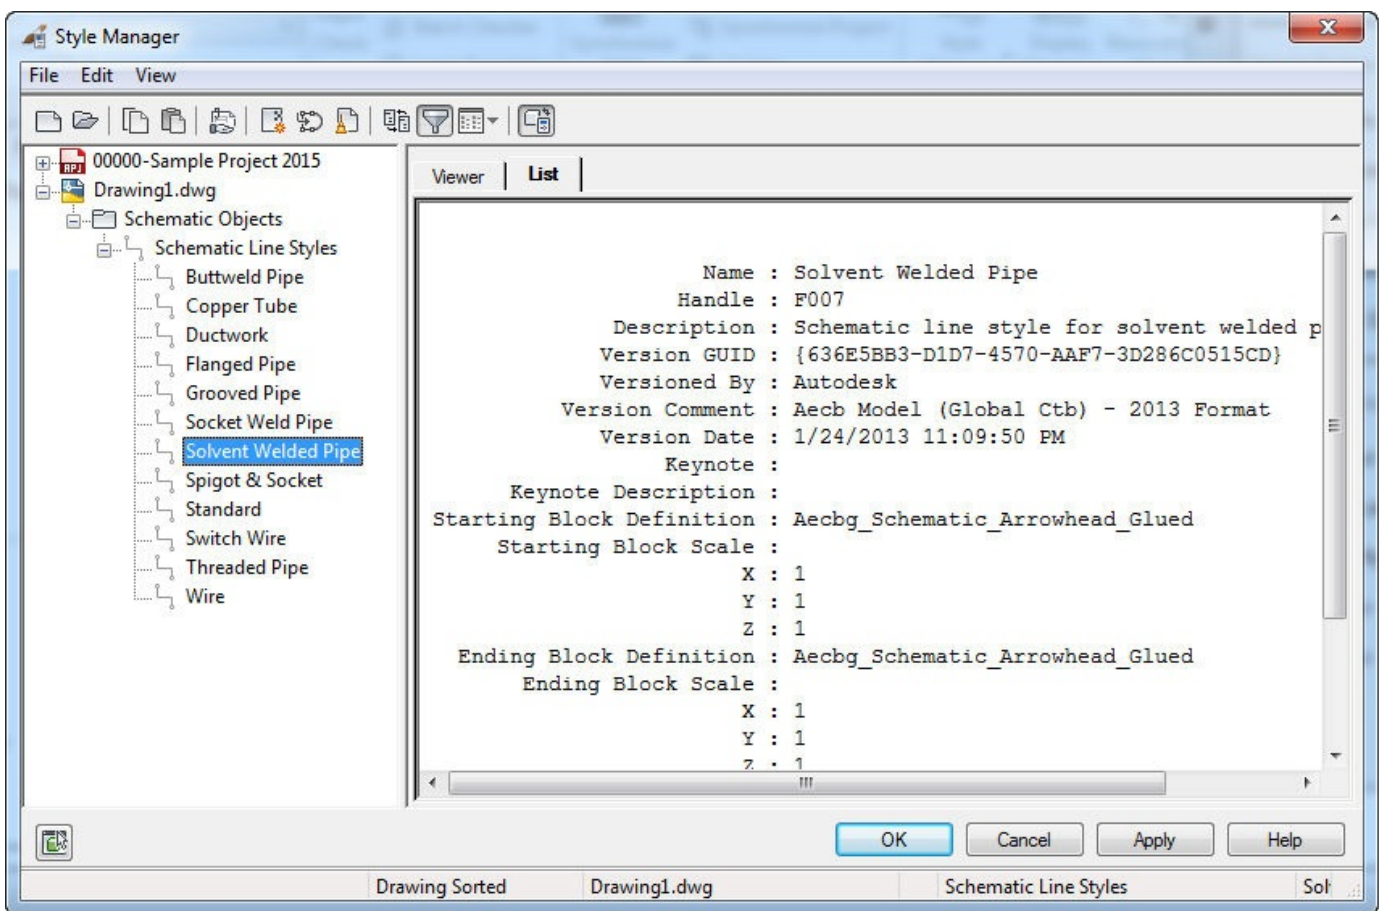 Style Manager
File Edit View
00000-Sample Project 2015
Drawing1.dwg
Schematic Objects
Schematic Line Styles
Buttweld Pipe
Copper Tube
Ductwork
Flanged Pipe
Grooved Pipe
Socket Weld Pipe
Solvent Welded Pipe
Spigot & Socket
Standard
Switch Wire
Threaded Pipe
Wire
Viewer List
Name : Solvent Welded Pipe
Handle : F007
Description : Schematic line style for solvent welded p
Version GUID : {636E5BB3-D1D7-4570-AAF7-3D286C0515CD}
Versioned By : Autodesk
Version Comment : Aecb Model (Global Ctb) - 2013 Format
Version Date : 1/24/2013 11:09:50 PM
Keynote :
Keynote Description :
Starting Block Definition : Aecbg_Schematic_Arrowhead_Glued
Starting Block Scale :
X : 1
Y : 1
Z : 1
Ending Block Definition : Aecbg_Schematic_Arrowhead_Glued
Ending Block Scale :
X : 1
Y : 1
Z : 1
OK Cancel Apply Help
Drawing Sorted Drawing1.dwg Schematic Line Styles Sol